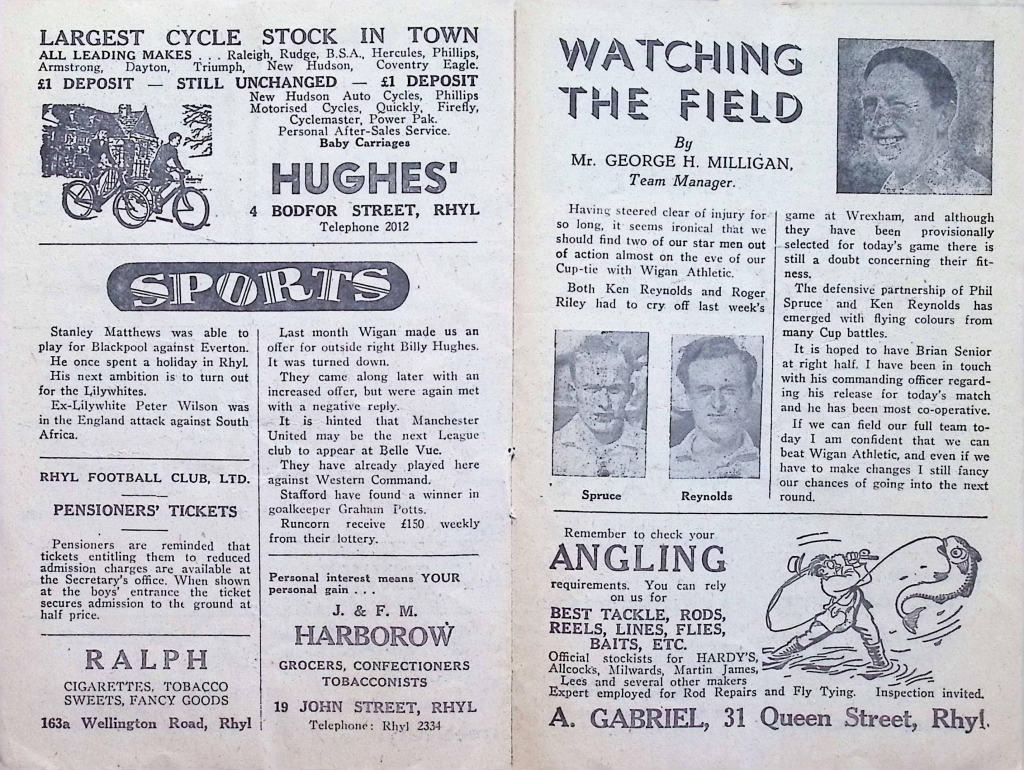 LARGEST CYCLE STOCK IN TOWN
ALL LEADING MAKES . . . Raleigh, Rudge, B.S.A., Hercules, Phillips,
Armstrong, Dayton, Triumph, New Hudson, Coventry Eagle.
£1 DEPOSIT — STILL UNCHANGED — £1 DEPOSIT
New Hudson Auto Cycles, Phillips
Motorised Cycles, Quickly, Firefly,
Cyclemaster, Power Pak.
Personal After-Sales Service.
Baby Carriages
HUGHES'
4 BODFOR STREET, RHYL
Telephone 2012
SPORTS
Stanley Matthews was able to
play for Blackpool against Everton.
He once spent a holiday in Rhyl.
His next ambition is to turn out
for the Lilywhites.
Ex-Lilywhite Peter Wilson was
in the England attack against South
Africa.
RHYL FOOTBALL CLUB, LTD.
PENSIONERS' TICKETS
Pensioners are reminded that
tickets entitling them to reduced
admission charges are available at
the Secretary's office. When shown
at the boys' entrance the ticket
secures admission to the ground at
half price.
RALPH
CIGARETTES, TOBACCO
SWEETS, FANCY GOODS
163a Wellington Road, Rhyl
Last month Wigan made us an
offer for outside right Billy Hughes.
It was turned down.
They came along later with an
increased offer, but were again met
with a negative reply.
It is hinted that Manchester
United may be the next League
club to appear at Belle Vue.
They have already played here
against Western Command.
Stafford have found a winner in
goalkeeper Graham Potts.
Runcorn receive £150 weekly
from their lottery.
Personal interest means YOUR
personal gain . . .
J. & F. M.
HARBOROW
GROCERS, CONFECTIONERS
TOBACCONISTS
19 JOHN STREET, RHYL
Telephone: Rhyl 2334
WATCHING
THE FIELD
By
Mr. GEORGE H. MILLIGAN,
Team Manager.
Having steered clear of injury for
so long, it seems ironical that we
should find two of our star men out
of action almost on the eve of our
Cup-tie with Wigan Athletic.
Both Ken Reynolds and Roger
Riley had to cry off last week's
Spruce
Reynolds
game at Wrexham, and although
they have been provisionally
selected for today's game there is
still a doubt concerning their fit-
ness.
The defensive partnership of Phil
Spruce and Ken Reynolds has
emerged with flying colours from
many Cup battles.
It is hoped to have Brian Senior
at right half. I have been in touch
with his commanding officer regard-
ing his release for today's match
and he has been most co-operative.
If we can field our full team to-
day I am confident that we can
beat Wigan Athletic, and even if we
have to make changes I still fancy
our chances of going into the next
round.
Remember to check your
ANGLING
requirements. You can rely
on us for
BEST TACKLE, RODS,
REELS, LINES, FLIES,
BAITS, ETC.
Official stockists for HARDY'S,
Allcocks, Milwards, Martin James,
Lees and several other makers
Expert employed for Rod Repairs and Fly Tying. Inspection invited.
A. GABRIEL, 31 Queen Street, Rhyl.